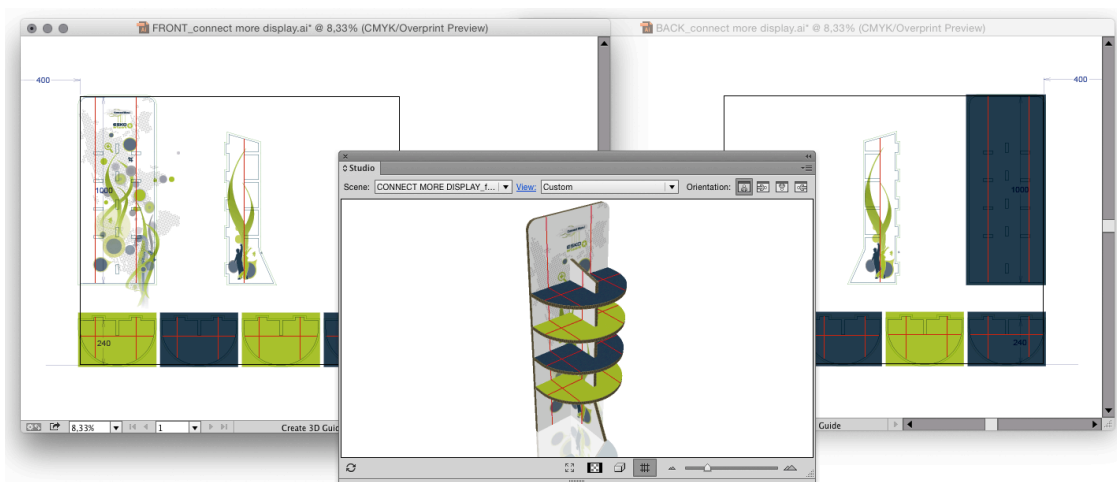 FRONT_connect more display.ai* @ 8,33% (CMYK/Overprint Preview)
BACK_connect more display.ai* @ 8,33% (CMYK/Overprint Preview)
400
400
ESKO
%
1000
1000
Studio
Scene: CONNECT MORE DISPLAY_f... View: Custom Orientation:
ESKO
240
240
8,33% 1 Create 3D Guid
Guide